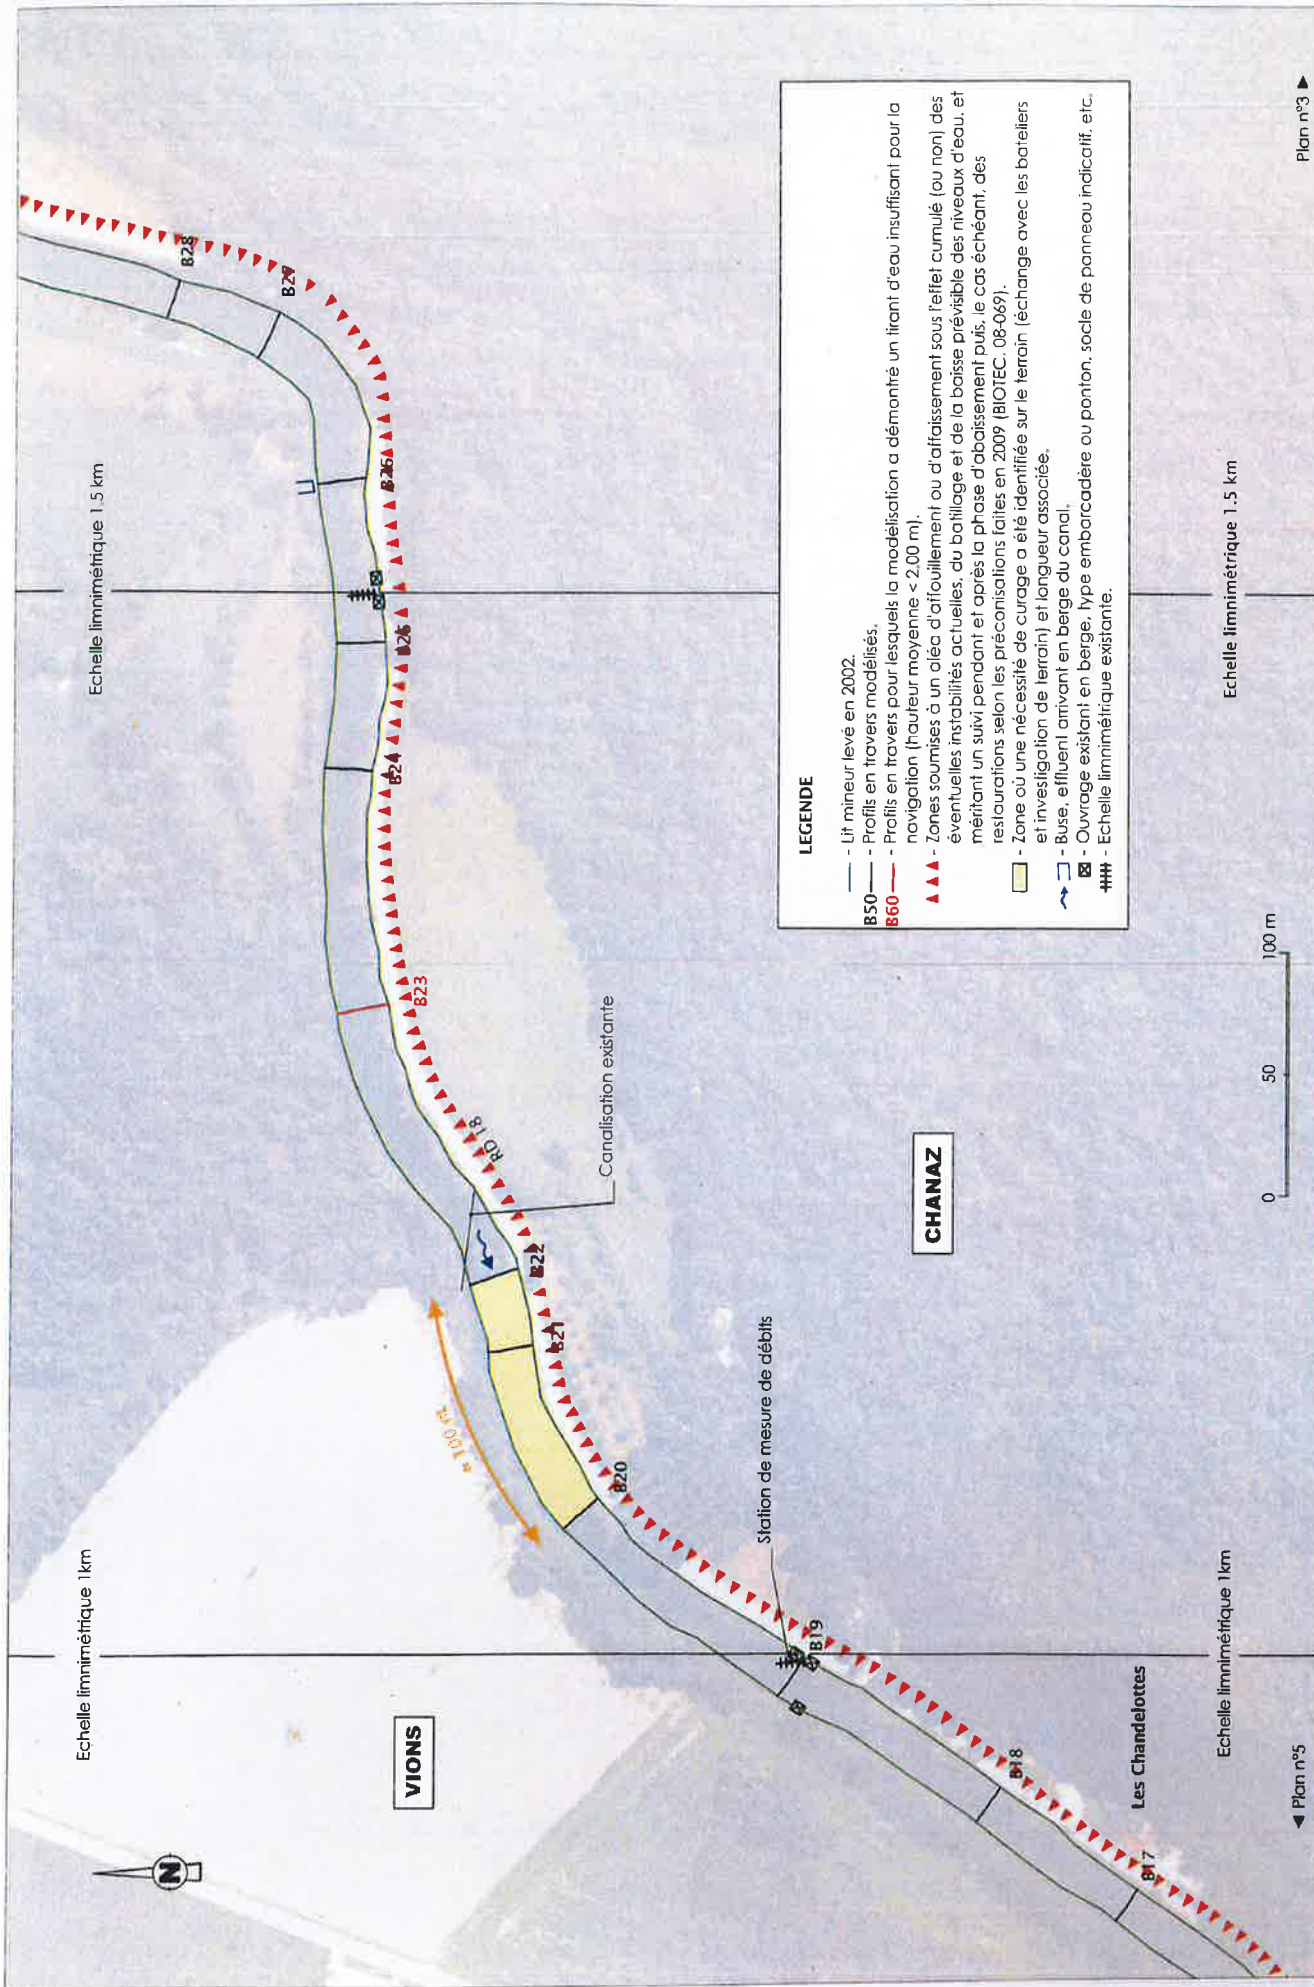 Echelle limnimétrique 1km
Echelle limnimétrique 1.5 km
N
VIONS
≈ 100 m
B28
B27
B26
B25
B24
B23
RD 18
B22
B21
B20
B19
B18
B17
Canalisation existante
Station de mesure de débits
CHANAZ
Les Chandelottes
LEGENDE
- Lit mineur levé en 2002.
B50 - Profils en travers modélisés.
B60 - Profils en travers pour lesquels la modélisation a démontré un tirant d'eau insuffisant pour la
navigation (hauteur moyenne < 2,00 m).
- Zones soumises à un aléa d'affouillement ou d'affaissement sous l'effet cumulé (ou non) des
éventuelles instabilités actuelles, du batillage et de la baisse prévisible des niveaux d'eau, et
méritant un suivi pendant et après la phase d'abaissement puis, le cas échéant, des
restaurations selon les préconisations faites en 2009 (BIOTEC, 08-069).
- Zone où une nécessité de curage a été identifiée sur le terrain (échange avec les bateliers
et investigation de terrain) et longueur associée.
- Buse, effluent arrivant en berge du canal.
- Ouvrage existant en berge, type embarcadère ou ponton, socle de panneau indicatif, etc.
- Echelle limnimétrique existante.
0 50 100 m
Echelle limnimétrique 1km
Echelle limnimétrique 1.5 km
◀ Plan n°5
Plan n°3 ▶